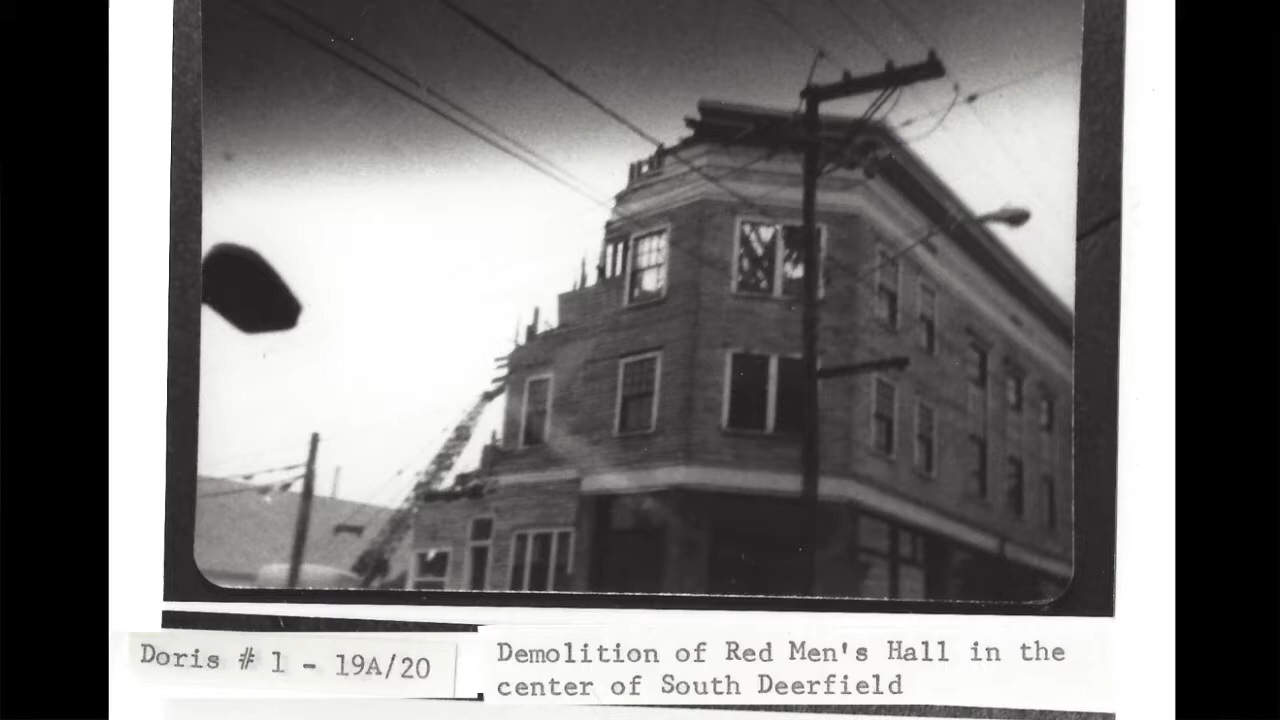 Doris # 1 - 19A/20
Demolition of Red Men's Hall in the
center of South Deerfield